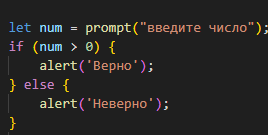 let num = prompt("введите число");
if (num > 0) {
    alert('Верно');
} else {
    alert('Неверно');
}